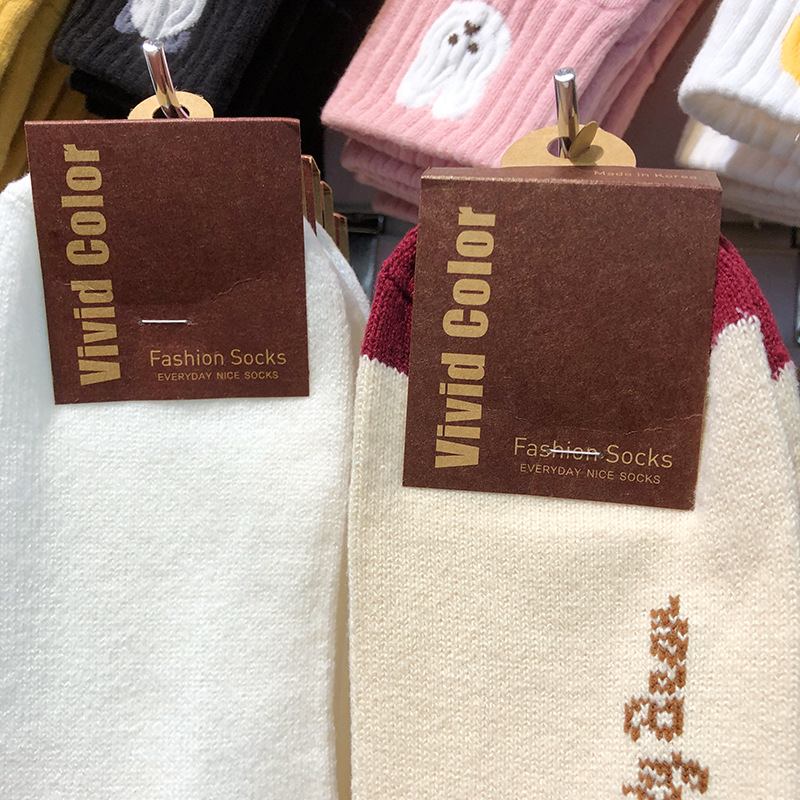 Vivid Color
Fashion Socks
EVERYDAY NICE SOCKS
Made in Korea
Vivid Color
Fashion Socks
EVERYDAY NICE SOCKS